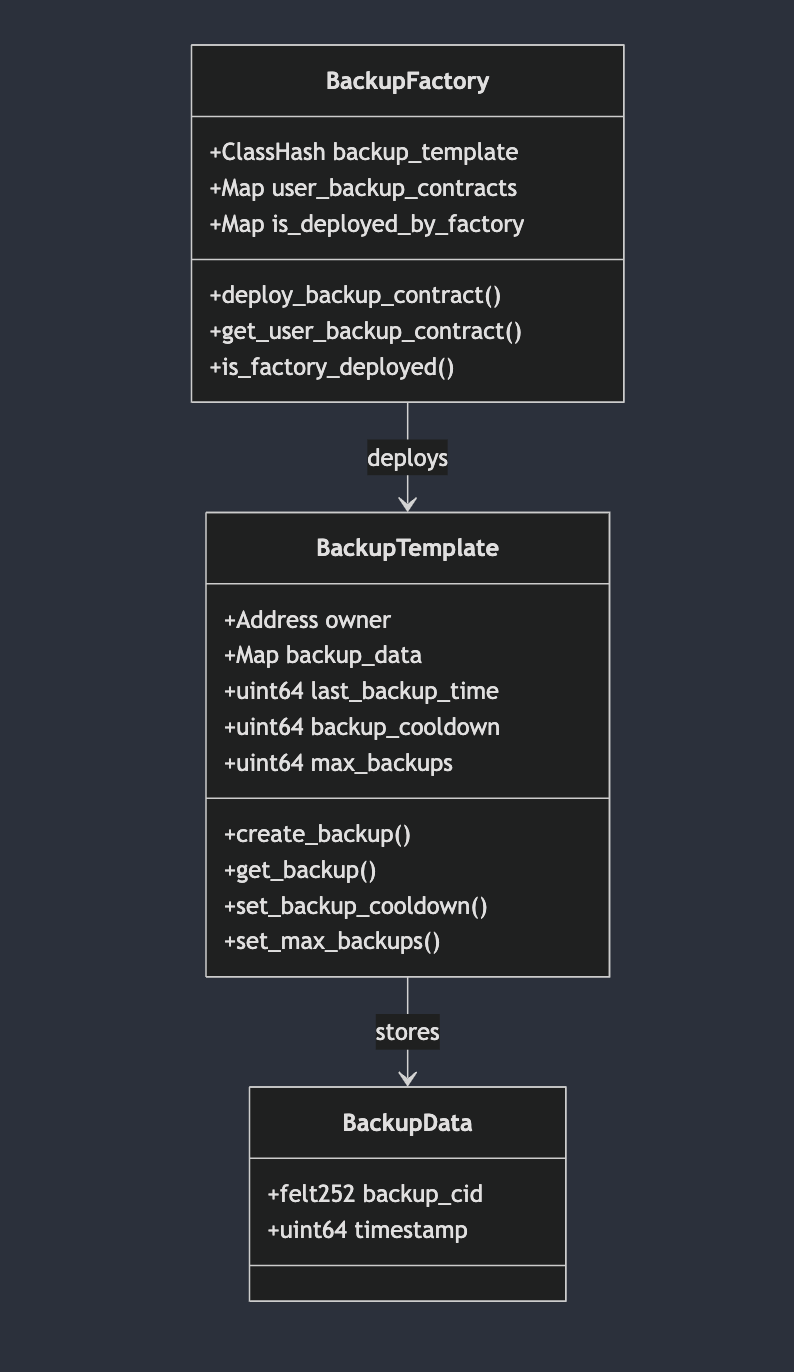 BackupFactory
+ClassHash backup_template
+Map user_backup_contracts
+Map is_deployed_by_factory
+deploy_backup_contract()
+get_user_backup_contract()
+is_factory_deployed()
deploys
BackupTemplate
+Address owner
+Map backup_data
+uint64 last_backup_time
+uint64 backup_cooldown
+uint64 max_backups
+create_backup()
+get_backup()
+set_backup_cooldown()
+set_max_backups()
stores
BackupData
+felt252 backup_cid
+uint64 timestamp